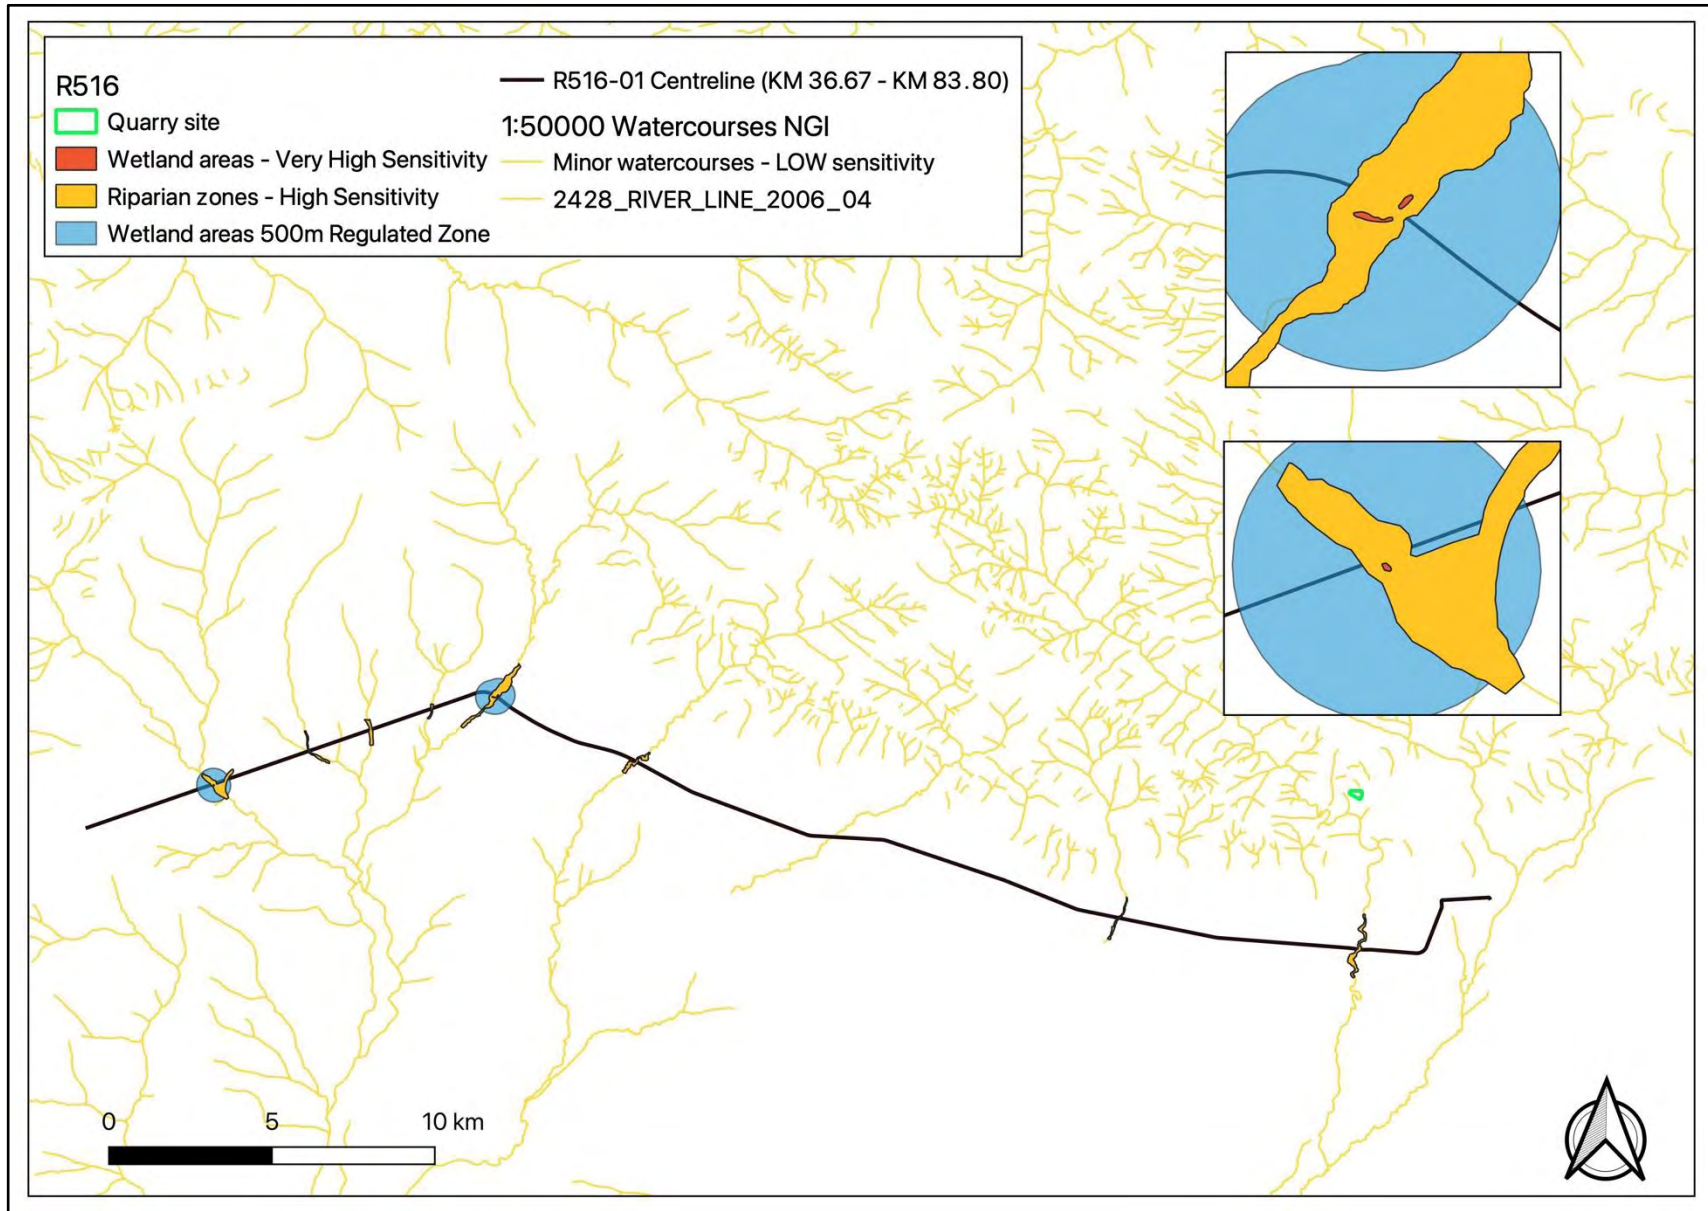 R516
Quarry site
Wetland areas - Very High Sensitivity
Riparian zones - High Sensitivity
Wetland areas 500m Regulated Zone
R516-01 Centreline (KM 36.67 - KM 83.80)
1:50000 Watercourses NGI
Minor watercourses - LOW sensitivity
2428_RIVER_LINE_2006_04
0 5 10 km